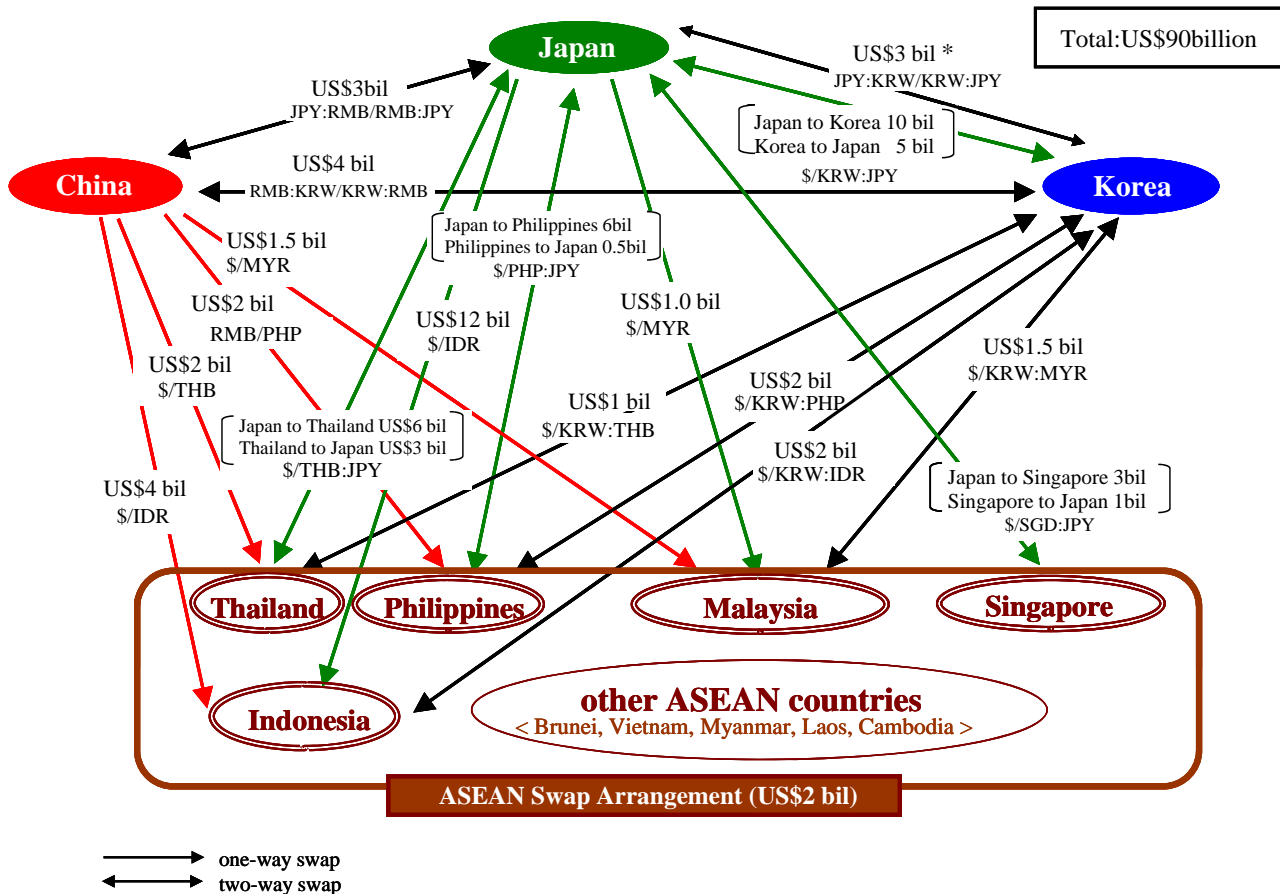 Japan
Total:US$90billion
US$3 bil *
JPY:KRW/KRW:JPY
US$3bil
JPY:RMB/RMB:JPY
Japan to Korea 10 bil
Korea to Japan 5 bil
$/KRW:JPY
US$4 bil
RMB:KRW/KRW:RMB
China
Korea
Japan to Philippines 6bil
Philippines to Japan 0.5bil
$/PHP:JPY
US$1.5 bil
$/MYR
US$2 bil
RMB/PHP
US$12 bil
$/IDR
US$1.0 bil
$/MYR
US$2 bil
$/THB
US$1.5 bil
$/KRW:MYR
US$2 bil
$/KRW:PHP
US$1 bil
$/KRW:THB
Japan to Thailand US$6 bil
Thailand to Japan US$3 bil
$/THB:JPY
US$2 bil
$/KRW:IDR
US$4 bil
$/IDR
Japan to Singapore 3bil
Singapore to Japan 1bil
$/SGD:JPY
Thailand
Philippines
Malaysia
Singapore
Indonesia
other ASEAN countries
< Brunei, Vietnam, Myanmar, Laos, Cambodia >
ASEAN Swap Arrangement (US$2 bil)
one-way swap
two-way swap